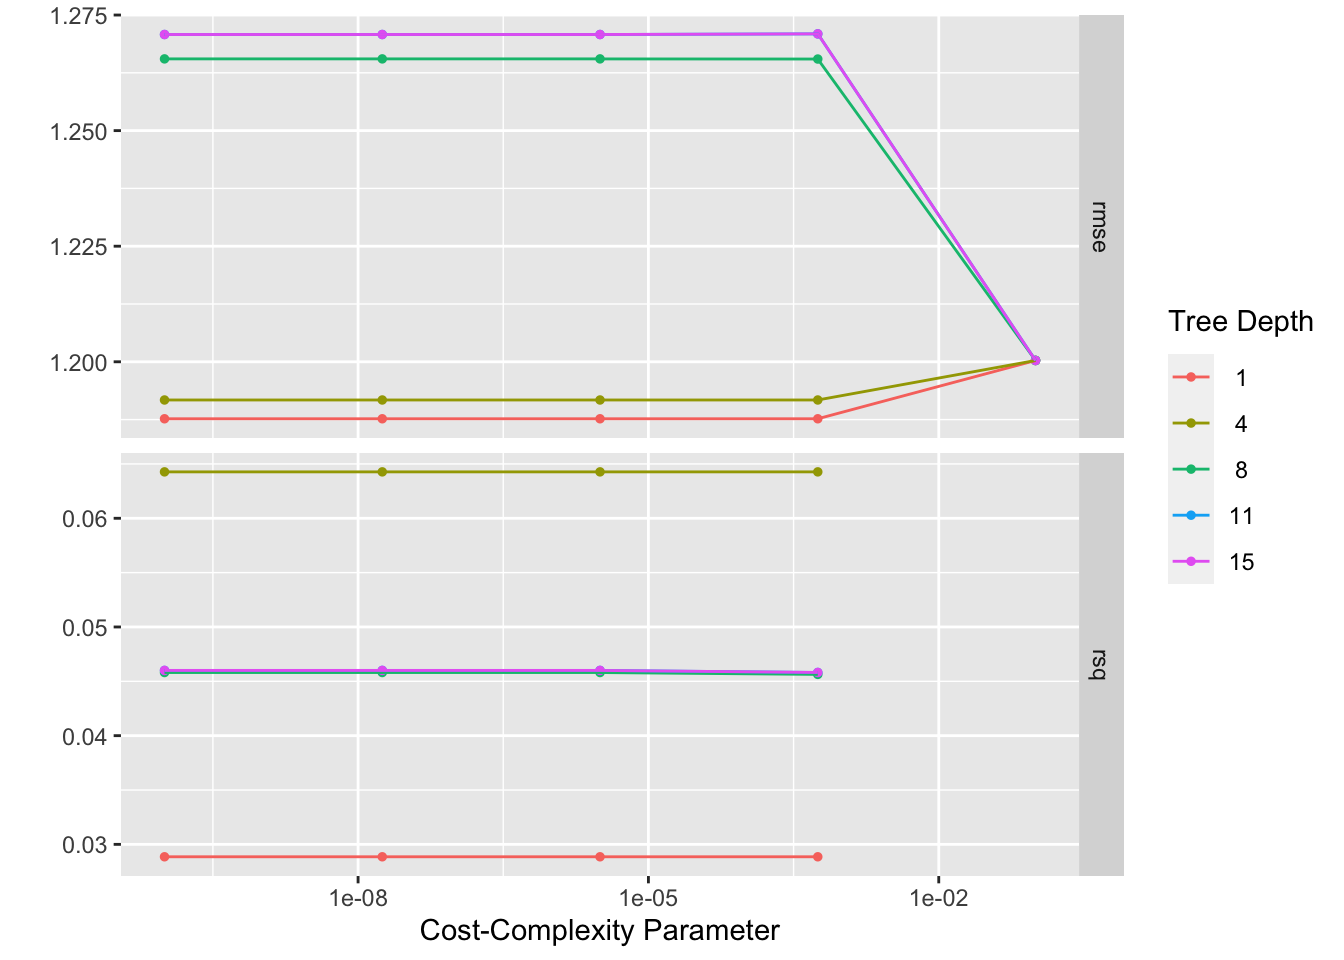 1.275
1.250
1.225
1.200
rmse
0.06
0.05
0.04
0.03
rsq
1e-08
1e-05
1e-02
Cost-Complexity Parameter
Tree Depth
1
4
8
11
15